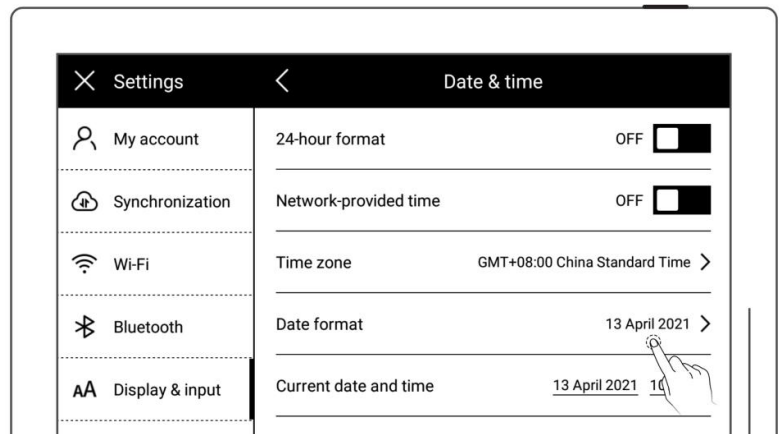 Settings
Date & time
My account
24-hour format
OFF
Synchronization
Network-provided time
OFF
Wi-Fi
Time zone
GMT+08:00 China Standard Time
Bluetooth
Date format
13 April 2021
AA
Display & input
Current date and time
13 April 2021